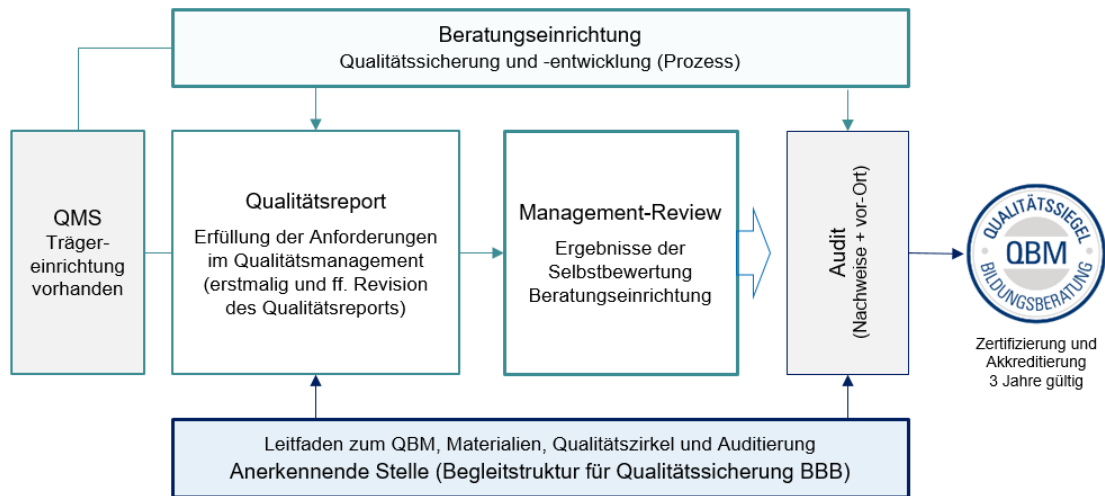 Beratungseinrichtung
Qualitätssicherung und -entwicklung (Prozess)
QMS
Träger-
einrichtung
vorhanden
Qualitätsreport
Erfüllung der Anforderungen
im Qualitätsmanagement
(erstmalig und ff. Revision
des Qualitätsreports)
Management-Review
Ergebnisse der
Selbstbewertung
Beratungseinrichtung
Audit
(Nachweise + vor-Ort)
QUALITÄTSSIEGEL
QBM
BILDUNGSBERATUNG
Zertifizierung und
Akkreditierung
3 Jahre gültig
Leitfaden zum QBM, Materialien, Qualitätszirkel und Auditierung
Anerkennende Stelle (Begleitstruktur für Qualitätssicherung BBB)